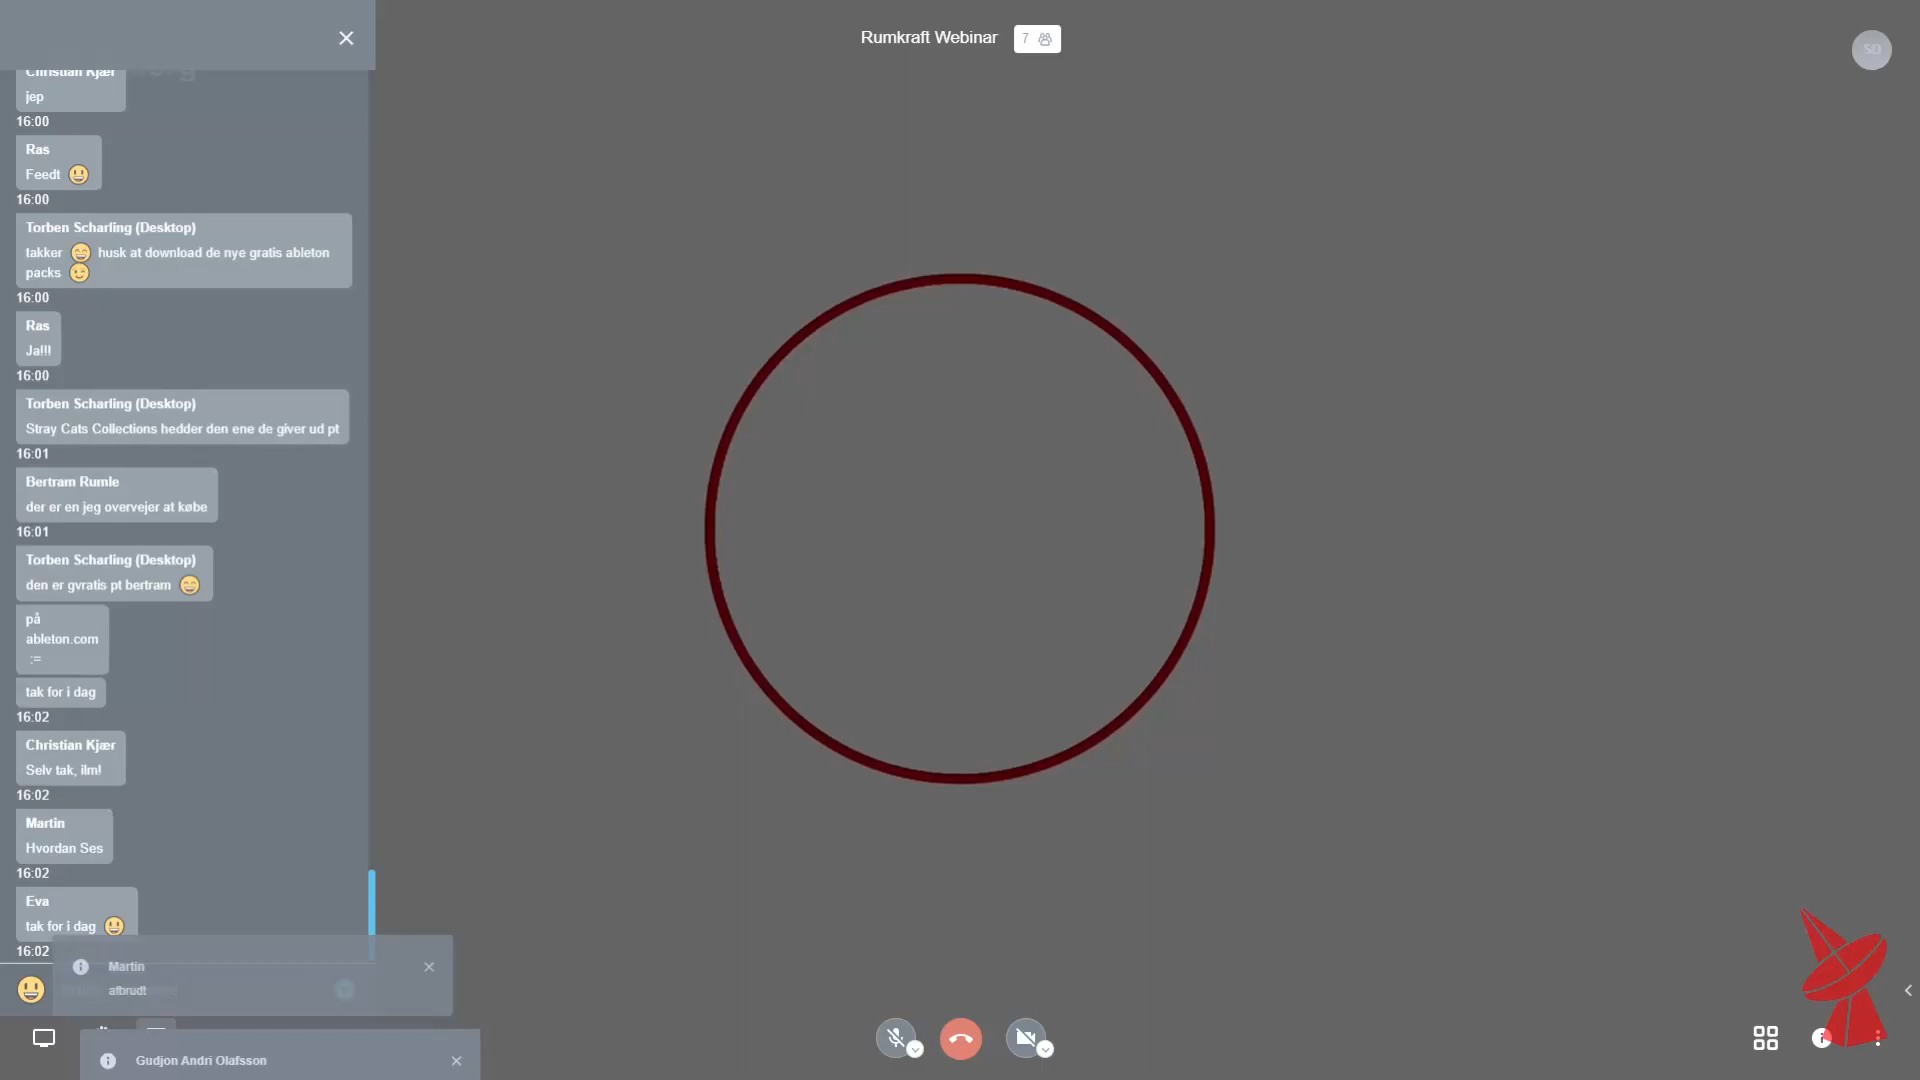 Rumkraft Webinar
7
SD
Christian Kjær
jep
16:00
Ras
Feedt
16:00
Torben Scharling (Desktop)
takker husk at download de nye gratis ableton
packs
16:00
Ras
Ja!!!
16:00
Torben Scharling (Desktop)
Stray Cats Collections hedder den ene de giver ud pt
16:01
Bertram Rumle
der er en jeg overvejer at købe
16:01
Torben Scharling (Desktop)
den er gvratis pt bertram
på
ableton.com
:=
tak for i dag
16:02
Christian Kjær
Selv tak, ilm!
16:02
Martin
Hvordan Ses
16:02
Eva
tak for i dag
16:02
Martin
afbrudt
Gudjon Andri Olafsson